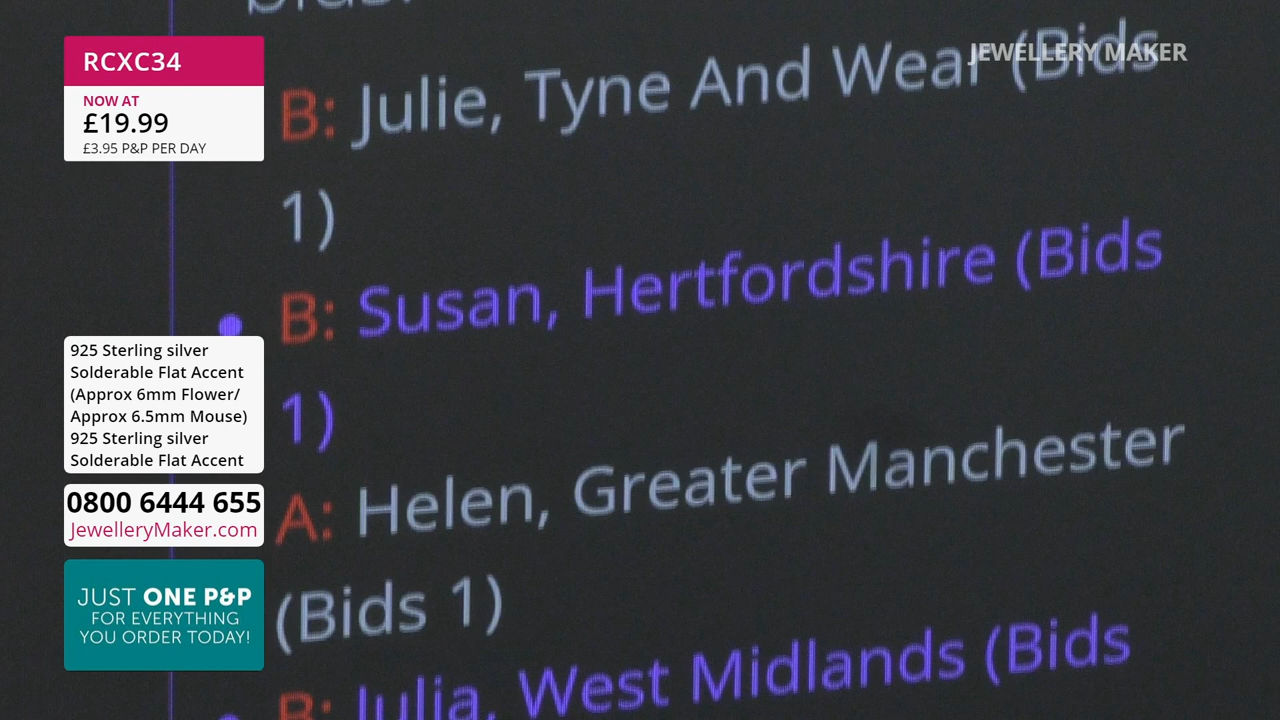 bids.
RCXC34
NOW AT
£19.99
£3.95 P&P PER DAY
JEWELLERY MAKER
B: Julie, Tyne And Wear (Bids
1)
B: Susan, Hertfordshire (Bids
1)
A: Helen, Greater Manchester
(Bids 1)
B: Julia, West Midlands (Bids
925 Sterling silver
Solderable Flat Accent
(Approx 6mm Flower/
Approx 6.5mm Mouse)
925 Sterling silver
Solderable Flat Accent
0800 6444 655
JewelleryMaker.com
JUST ONE P&P
FOR EVERYTHING
YOU ORDER TODAY!